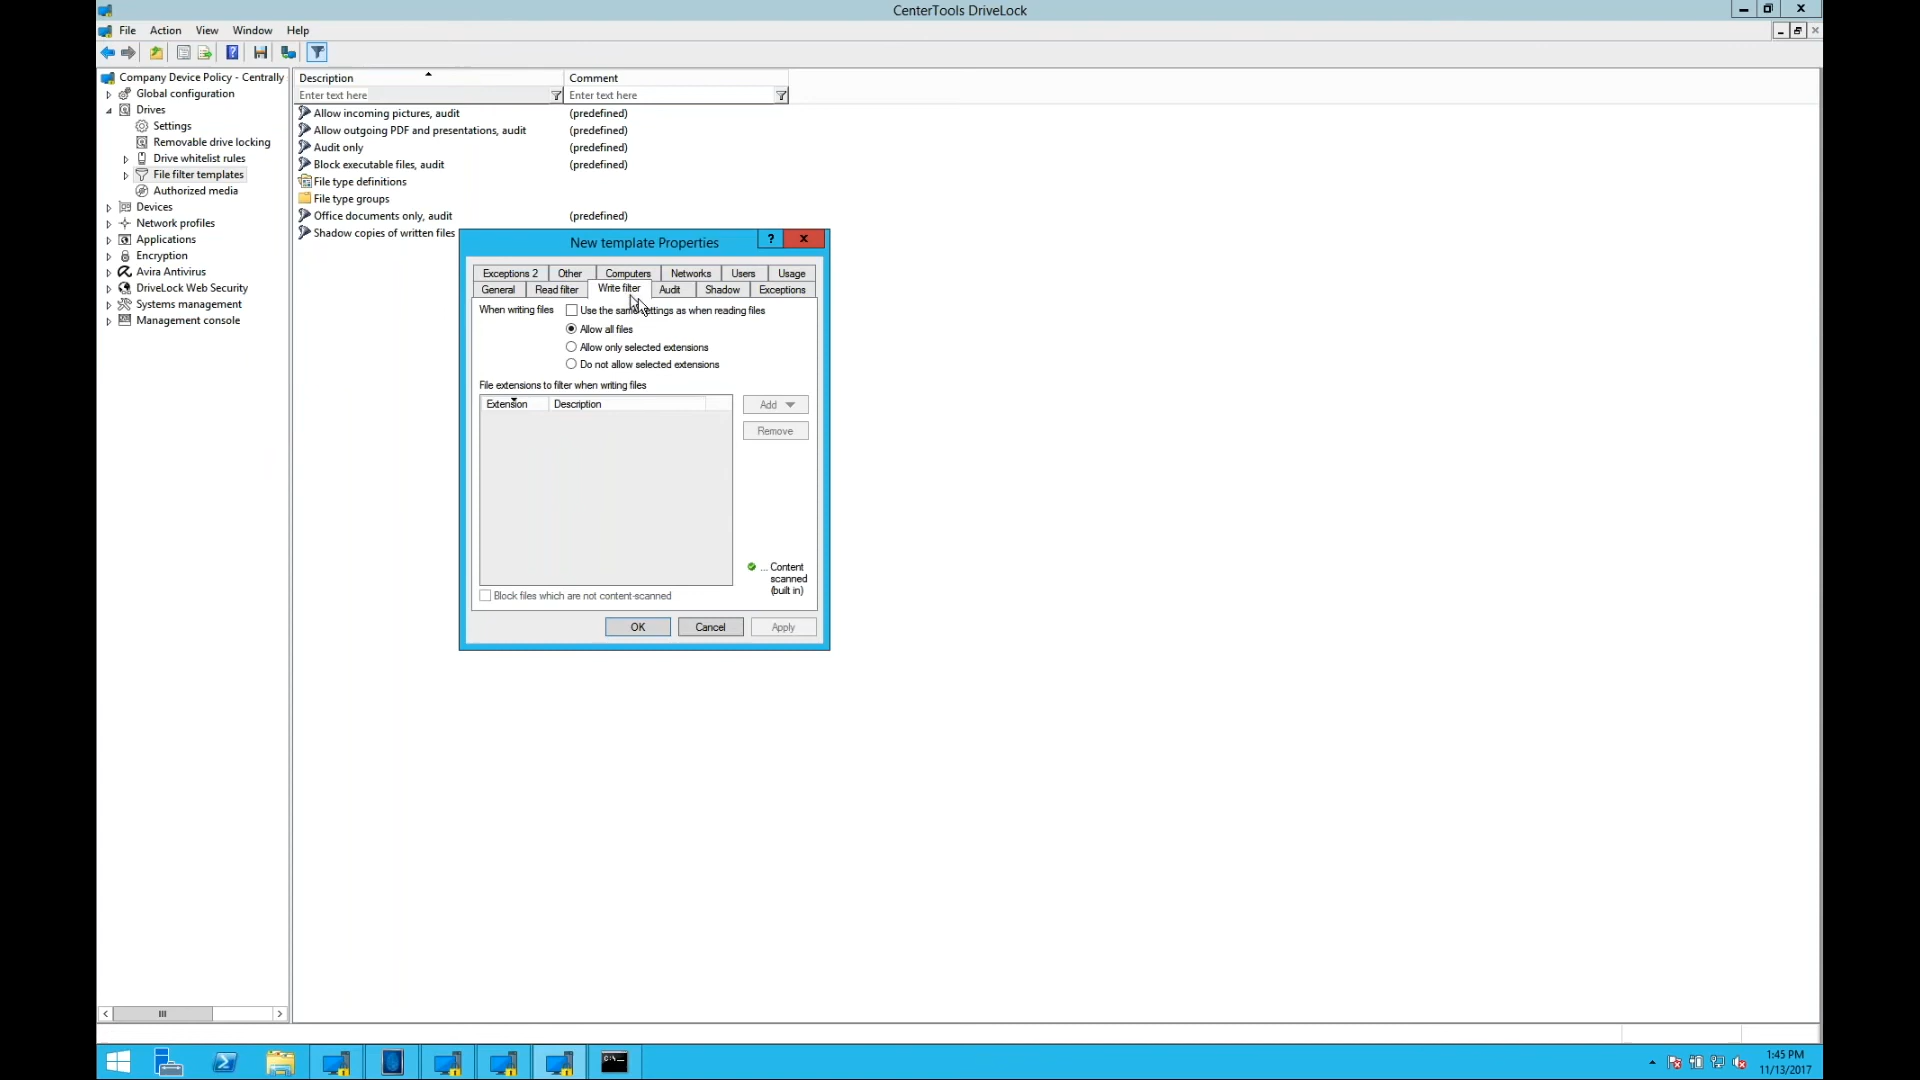 CenterTools DriveLock
File Action View Window Help
Company Device Policy - Centrally
Global configuration
Drives
Settings
Removable drive locking
Drive whitelist rules
File filter templates
Authorized media
Devices
Network profiles
Applications
Encryption
Avira Antivirus
DriveLock Web Security
Systems management
Management console
Description Comment
Enter text here Enter text here
Allow incoming pictures, audit (predefined)
Allow outgoing PDF and presentations, audit (predefined)
Audit only (predefined)
Block executable files, audit (predefined)
File type definitions
File type groups
Office documents only, audit (predefined)
Shadow copies of written files
New template Properties
Exceptions 2 Other Computers Networks Users Usage
General Read filter Write filter Audit Shadow Exceptions
When writing files Use the same settings as when reading files
Allow all files
Allow only selected extensions
Do not allow selected extensions
File extensions to filter when writing files
Extension Description
Add
Remove
... Content
scanned
(built in)
Block files which are not content-scanned
OK Cancel Apply
1:45 PM
11/13/2017